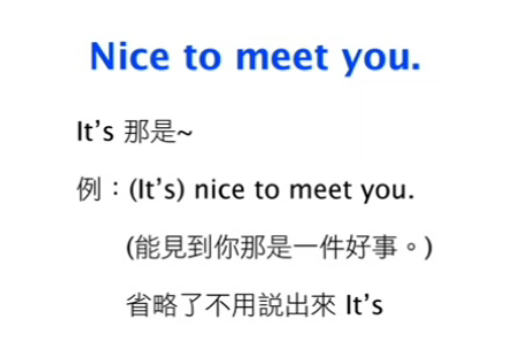 Nice to meet you.
It's 那是~
例：(It's) nice to meet you.
(能見到你那是一件好事。)
省略了不用説出來 It's